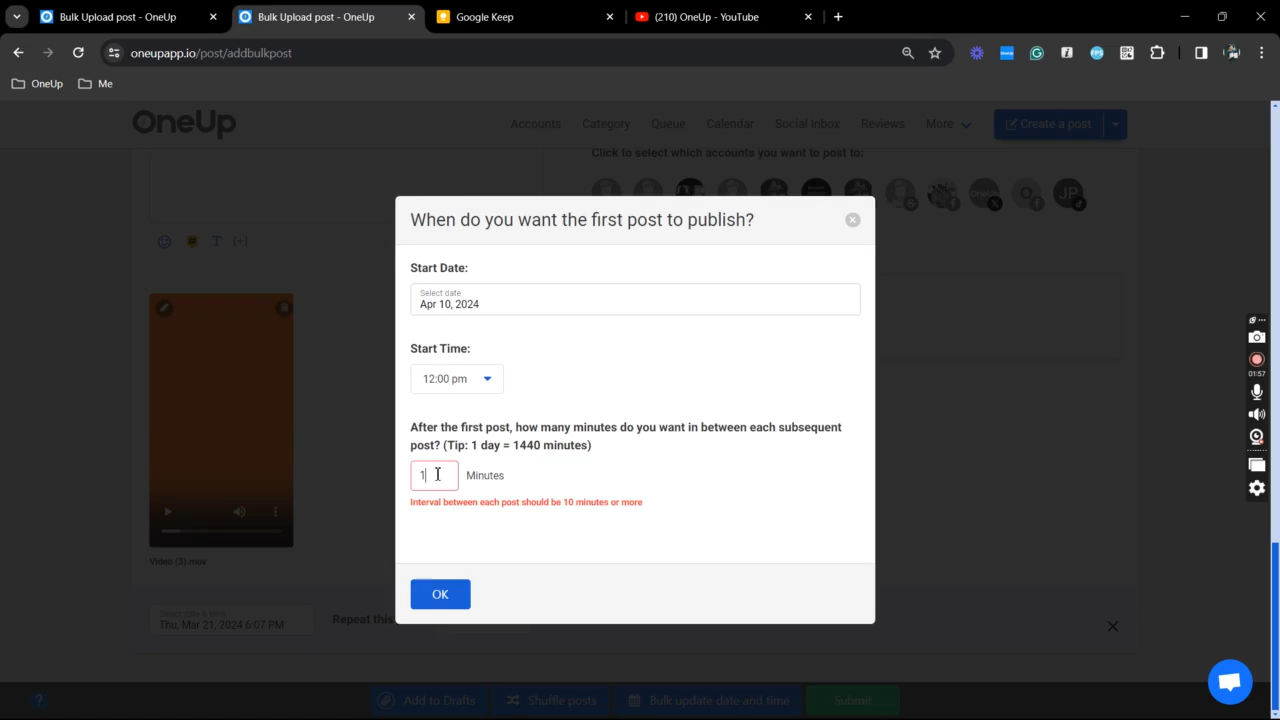 Bulk Upload post - OneUp
Bulk Upload post - OneUp
Google Keep
(210) OneUp - YouTube
oneupapp.io/post/addbulkpost
OneUp
Me
OneUp
Accounts
Category
Queue
Calendar
Social Inbox
Reviews
More
Create a post
Click to select which accounts you want to post to:
JP
When do you want the first post to publish?
Start Date:
Select date
Apr 10, 2024
Start Time:
12:00 pm
After the first post, how many minutes do you want in between each subsequent
post? (Tip: 1 day = 1440 minutes)
1
Minutes
Interval between each post should be 10 minutes or more
OK
Video (3).mov
Select date & time
Thu, Mar 21, 2024 6:07 PM
Repeat this
Add to Drafts
Shuffle posts
Bulk update date and time
Submit
01:57